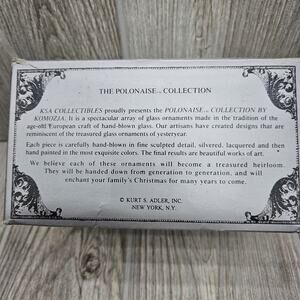 THE POLONAISE™ COLLECTION
KSA COLLECTIBLES proudly presents the POLONAISE™ COLLECTION BY
KOMOZJA. It is a spectacular array of glass ornaments made in the tradition of the
age-old European craft of hand-blown glass. Our artisans have created designs that are
reminiscent of the treasured glass ornaments of yesteryear.
Each piece is carefully hand-blown in fine sculpted detail, silvered, lacquered and then
hand painted in the most exquisite colors. The final results are beautiful works of art.
We believe each of these ornaments will become a treasured heirloom.
They will be handed down from generation to generation, and will
enchant your family's Christmas for many years to come.
© KURT S. ADLER, INC.
NEW YORK, N.Y.